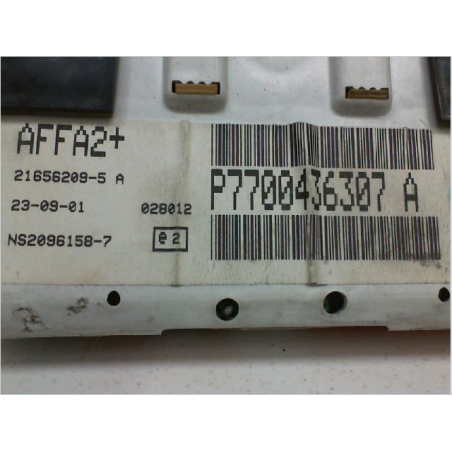 AFFA2+
21656209-5 A
23-09-01 028012
NS2096158-7 e2
P7700436307 A